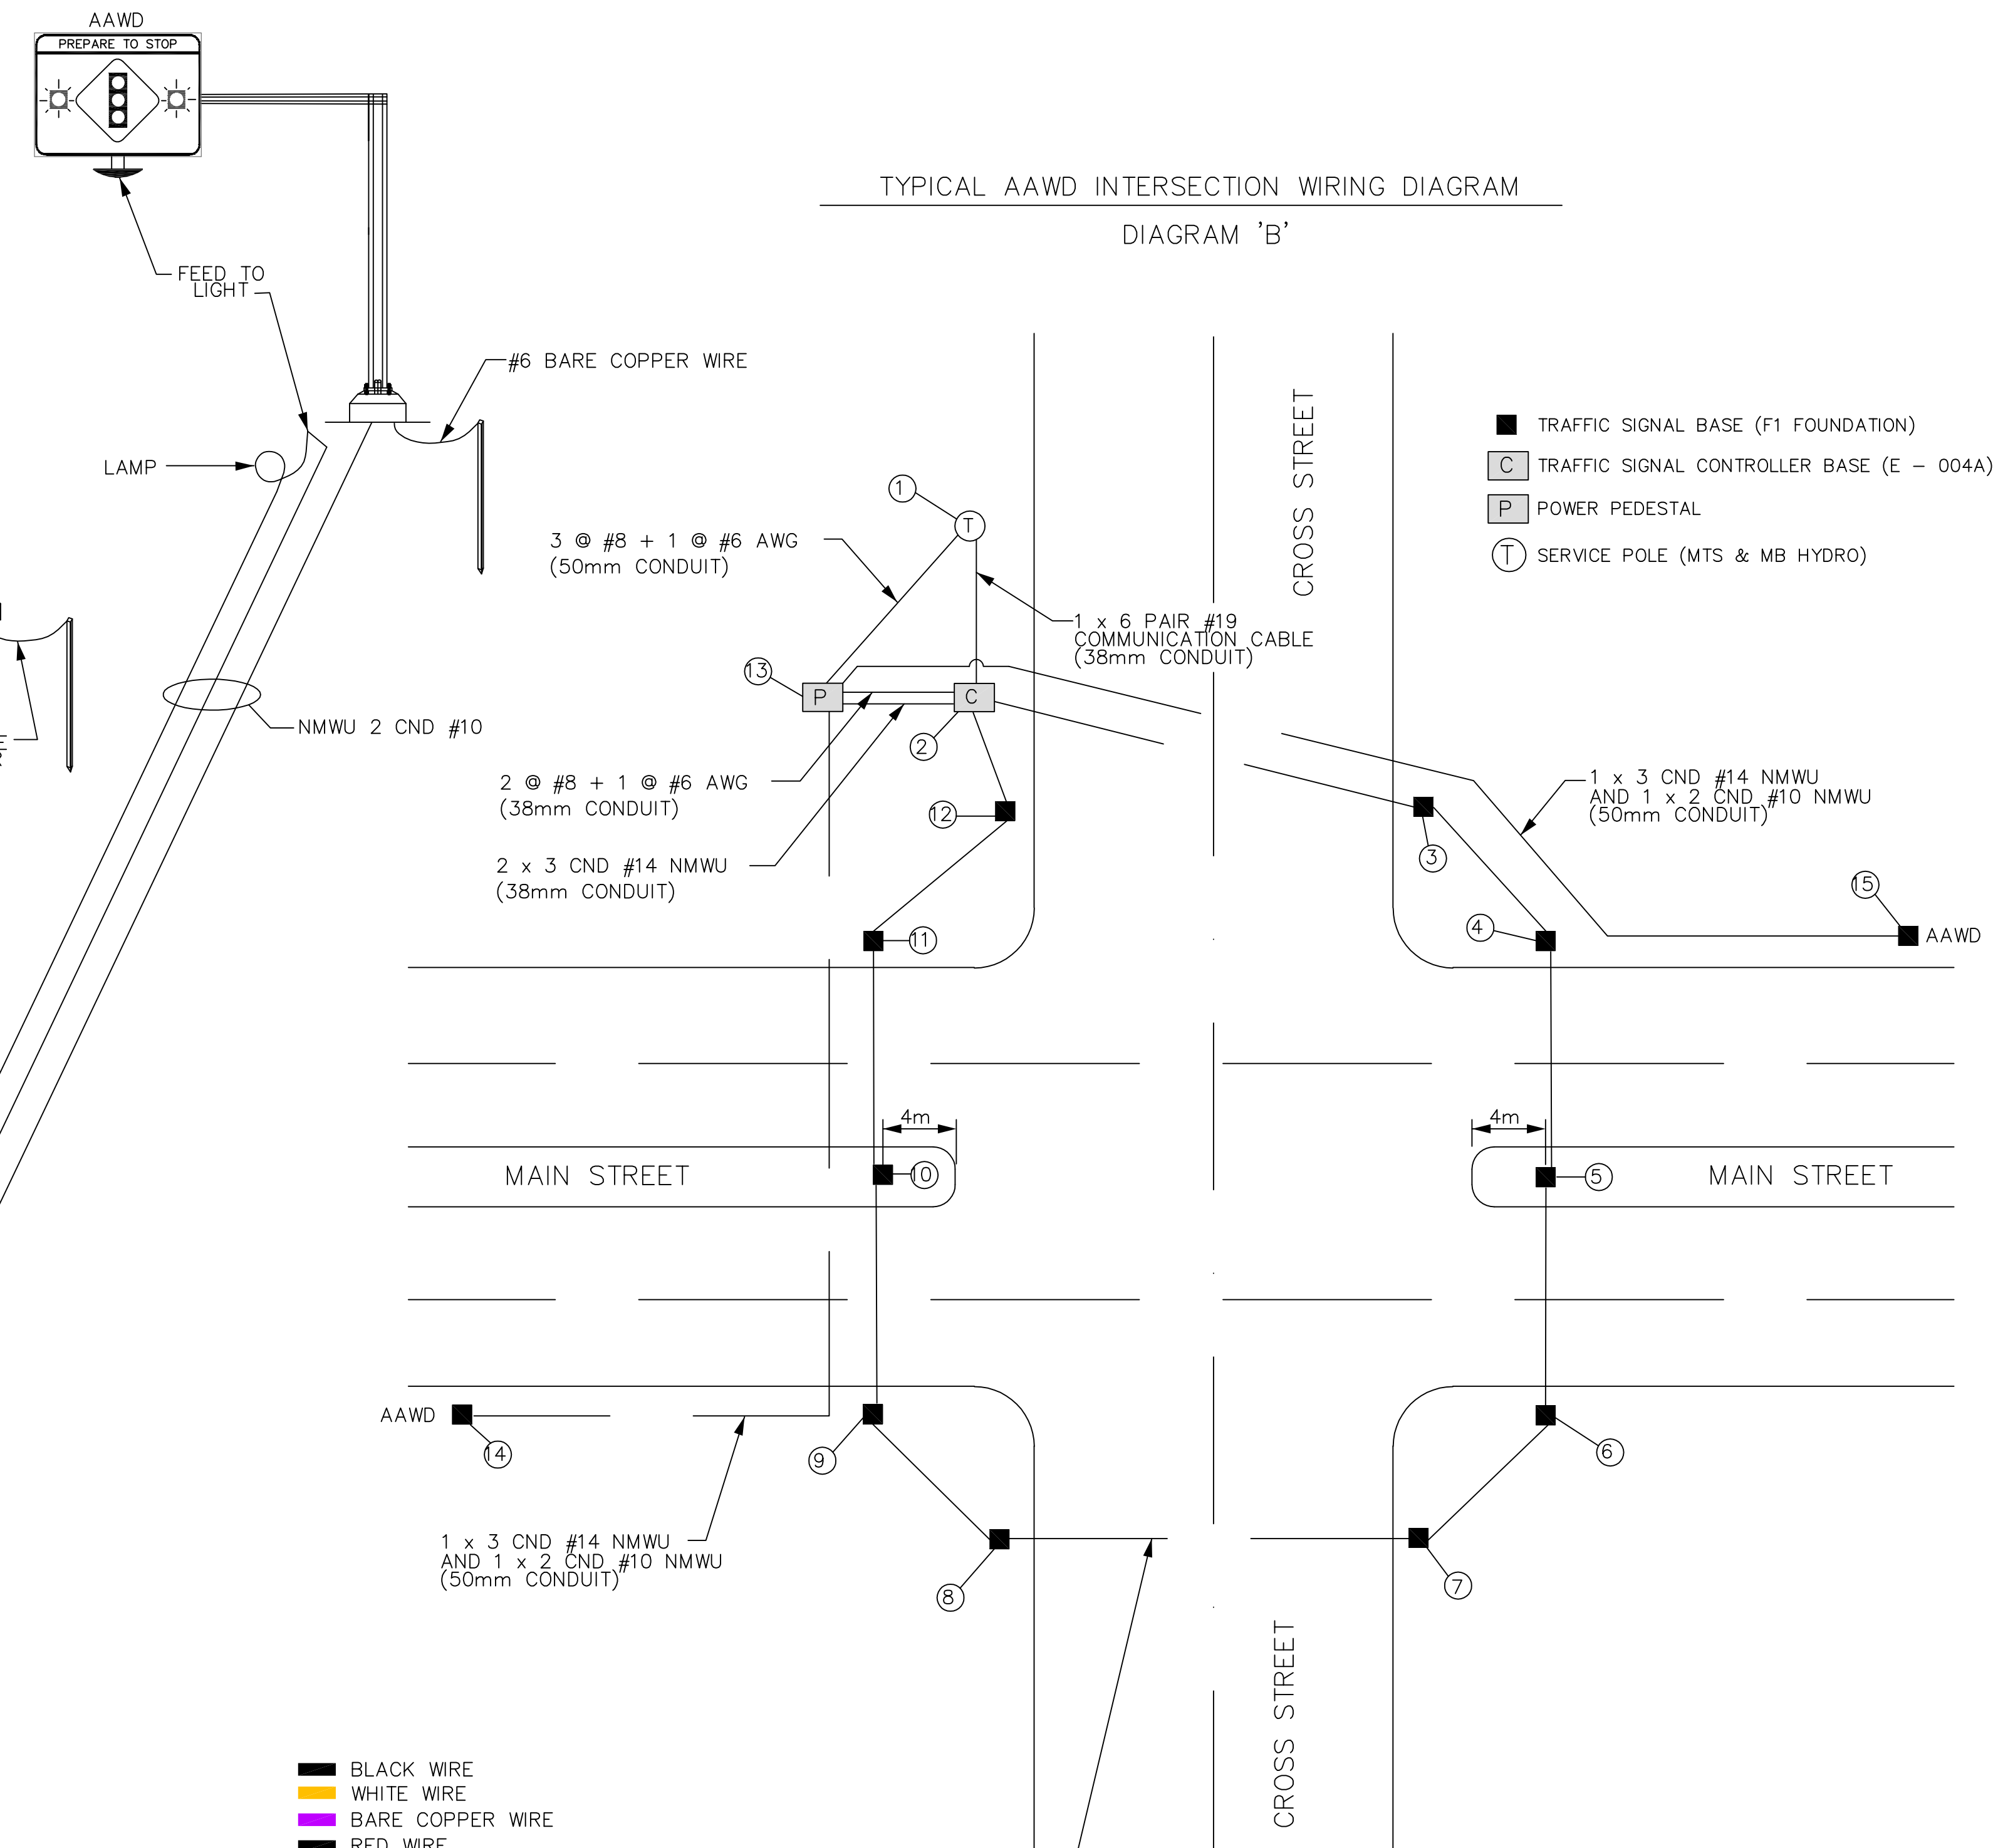 AAWD
PREPARE TO STOP
TYPICAL AAWD INTERSECTION WIRING DIAGRAM
DIAGRAM 'B'
FEED TO
LIGHT
#6 BARE COPPER WIRE
LAMP
NMWU 2 CND #10
CROSS STREET
TRAFFIC SIGNAL BASE (F1 FOUNDATION)
C TRAFFIC SIGNAL CONTROLLER BASE (E - 004A)
P POWER PEDESTAL
T SERVICE POLE (MTS & MB HYDRO)
1
T
3 @ #8 + 1 @ #6 AWG
(50mm CONDUIT)
1 x 6 PAIR #19
COMMUNICATION CABLE
(38mm CONDUIT)
13
P
C
2
2 @ #8 + 1 @ #6 AWG
(38mm CONDUIT)
12
2 x 3 CND #14 NMWU
(38mm CONDUIT)
1 x 3 CND #14 NMWU
AND 1 x 2 CND #10 NMWU
(50mm CONDUIT)
3
15
AAWD
4
11
4m
4m
MAIN STREET
10
5
MAIN STREET
AAWD
14
9
6
1 x 3 CND #14 NMWU
AND 1 x 2 CND #10 NMWU
(50mm CONDUIT)
8
7
CROSS STREET
BLACK WIRE
WHITE WIRE
BARE COPPER WIRE
RED WIRE